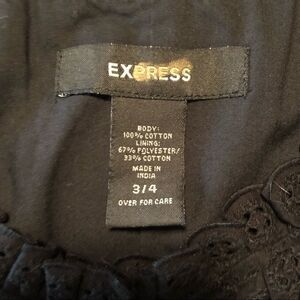 EXPRESS
BODY:
100% COTTON
LINING:
67% POLYESTER/
33% COTTON
MADE IN
INDIA
3/4
OVER FOR CARE